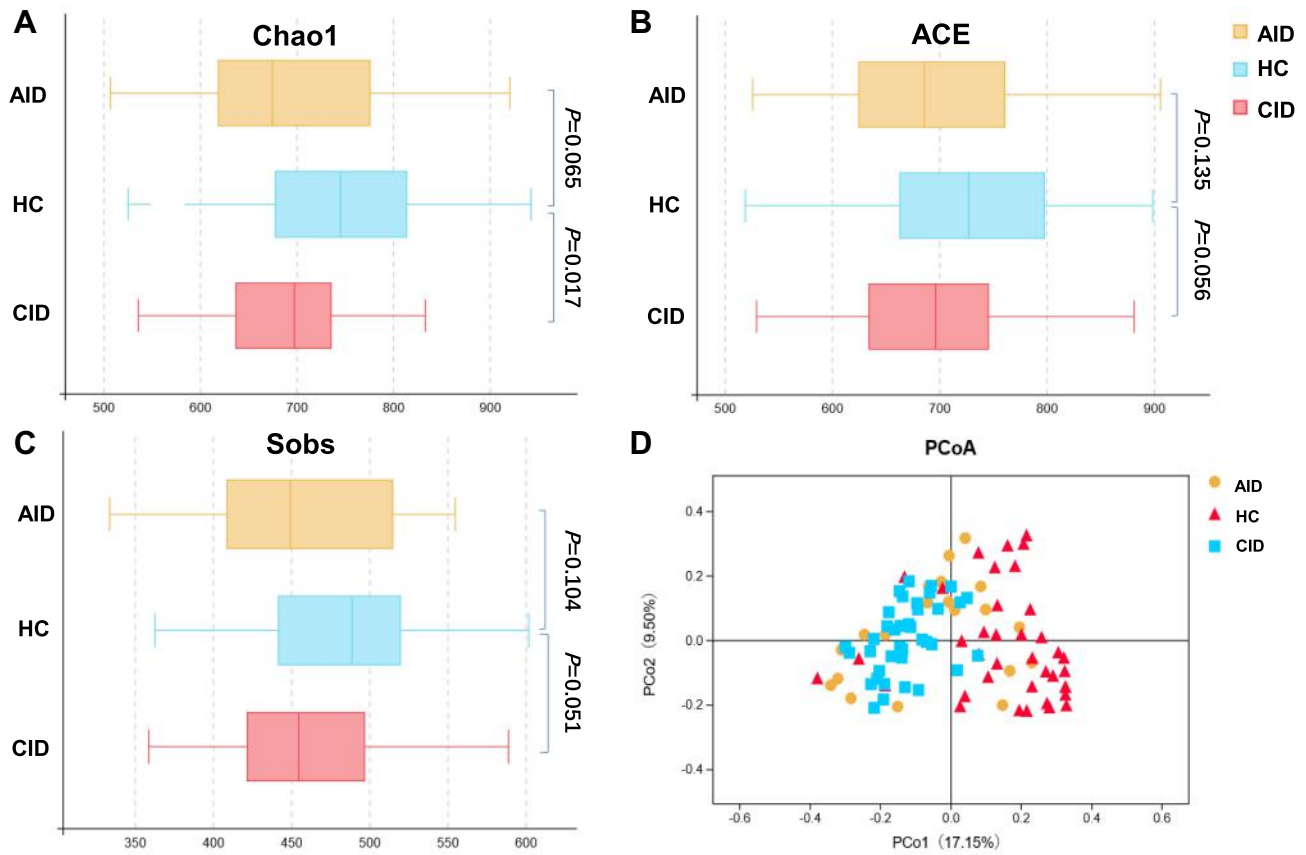 A
Chao1
AID
HC
CID
P=0.065
P=0.017
500 600 700 800 900
B
ACE
AID
HC
CID
P=0.135
P=0.056
500 600 700 800 900
AID
HC
CID
C
Sobs
AID
HC
CID
P=0.104
P=0.051
350 400 450 500 550 600
D
PCoA
PCo2 (9.50%)
0.4
0.2
0.0
-0.2
-0.4
-0.6 -0.4 -0.2 0.0 0.2 0.4 0.6
PCo1 (17.15%)
AID
HC
CID